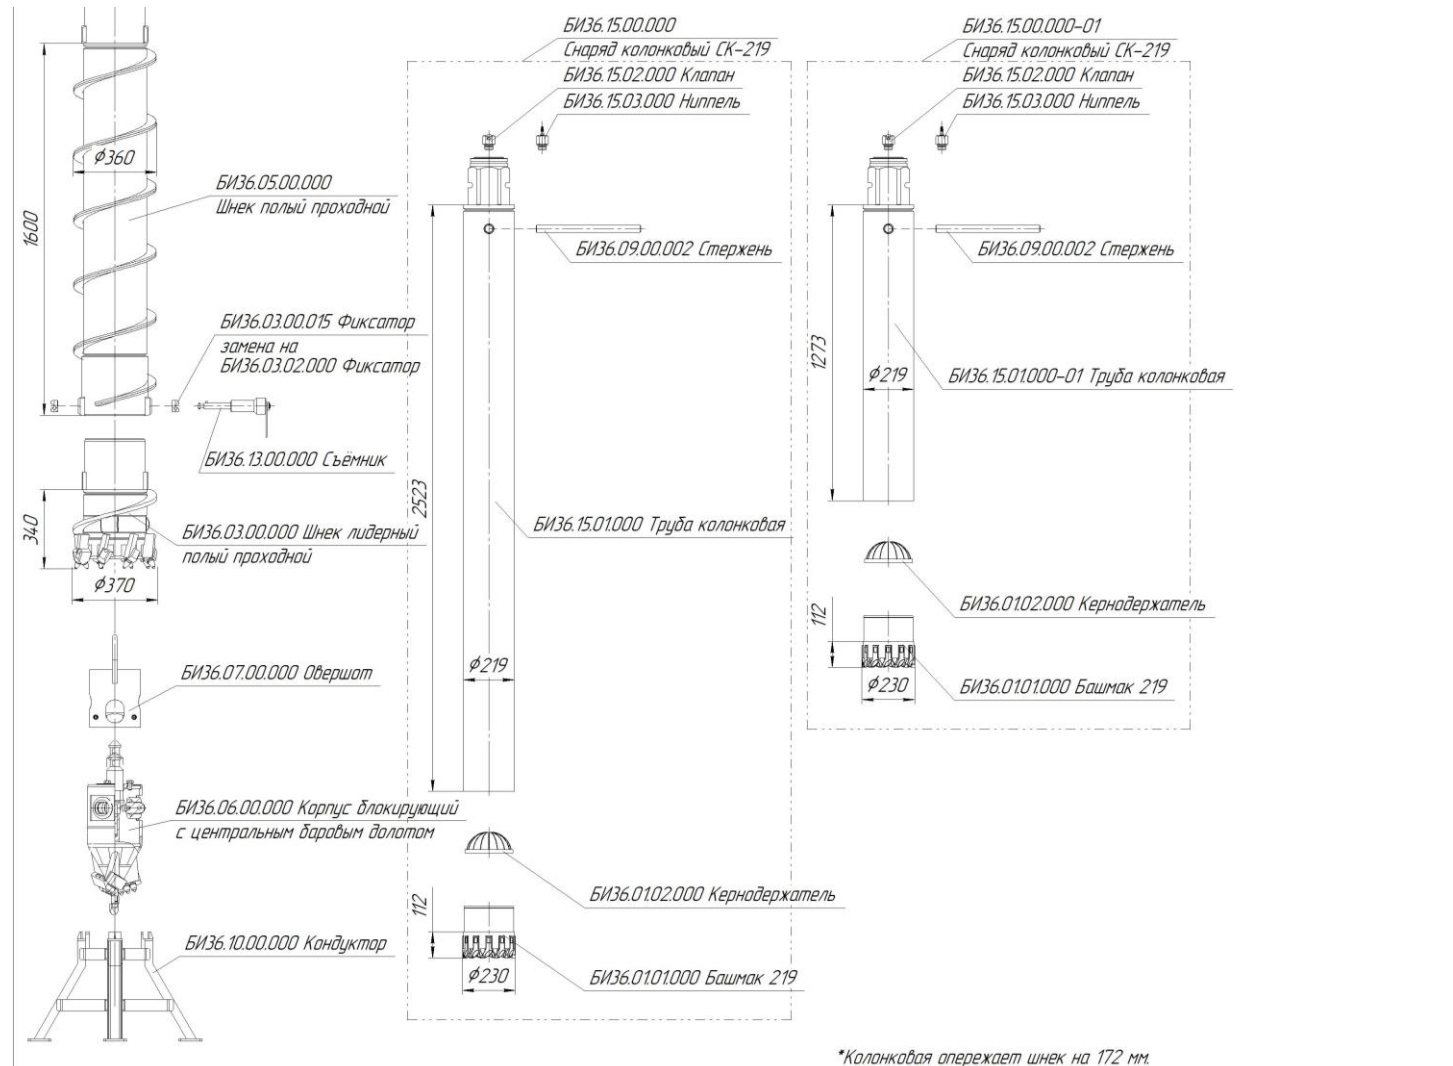 БИ36.15.00.000
Снаряд колонковый СК-219
БИ36.15.02.000 Клапан
БИ36.15.03.000 Ниппель
БИ36.15.00.000-01
Снаряд колонковый СК-219
БИ36.15.02.000 Клапан
БИ36.15.03.000 Ниппель
ϕ360
1600
БИ36.05.00.000
Шнек полый проходной
БИ36.09.00.002 Стержень
БИ36.09.00.002 Стержень
БИ36.03.00.015 Фиксатор
замена на
БИ36.03.02.000 Фиксатор
1273
ϕ219
БИ36.15.01.000-01 Труба колонковая
БИ36.13.00.000 Съёмник
2523
340
БИ36.03.00.000 Шнек лидерный
полый проходной
ϕ370
БИ36.15.01.000 Труба колонковая
БИ36.01.02.000 Кернодержатель
112
ϕ230
БИ36.01.01.000 Башмак 219
БИ36.07.00.000 Овершот
ϕ219
БИ36.06.00.000 Корпус блокирующий
с центральным баровым долотом
БИ36.01.02.000 Кернодержатель
112
ϕ230
БИ36.01.01.000 Башмак 219
БИ36.10.00.000 Кондуктор
*Колонковая опережает шнек на 172 мм.